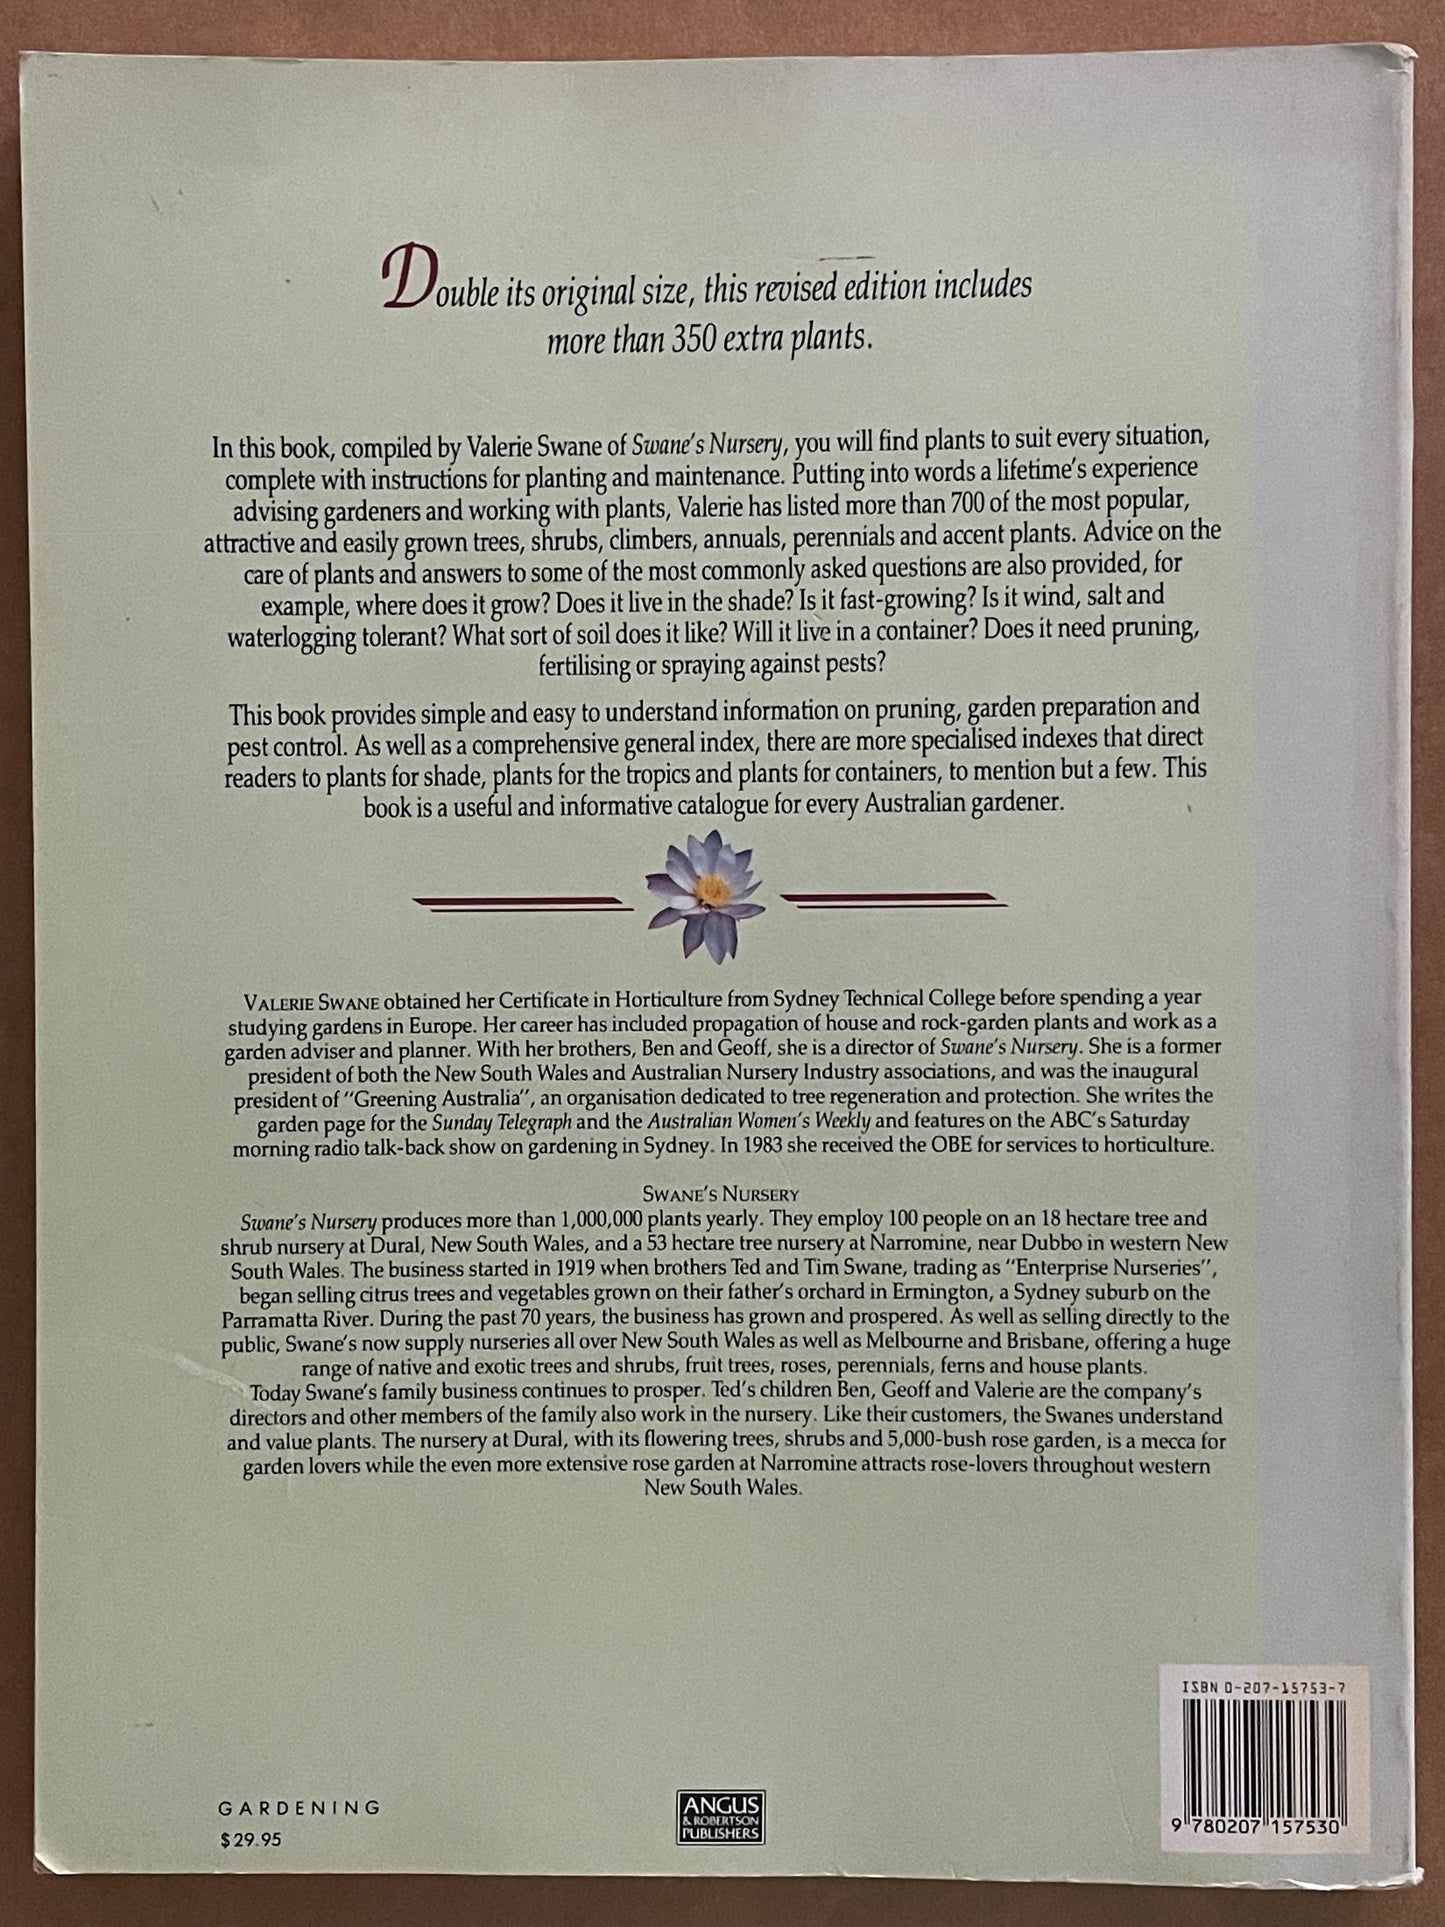 Double its original size, this revised edition includes
more than 350 extra plants.
In this book, compiled by Valerie Swane of Swane's Nursery, you will find plants to suit every situation,
complete with instructions for planting and maintenance. Putting into words a lifetime's experience
advising gardeners and working with plants, Valerie has listed more than 700 of the most popular,
attractive and easily grown trees, shrubs, climbers, annuals, perennials and accent plants. Advice on the
care of plants and answers to some of the most commonly asked questions are also provided, for
example, where does it grow? Does it live in the shade? Is it fast-growing? Is it wind, salt and
waterlogging tolerant? What sort of soil does it like? Will it live in a container? Does it need pruning,
fertilising or spraying against pests?
This book provides simple and easy to understand information on pruning, garden preparation and
pest control. As well as a comprehensive general index, there are more specialised indexes that direct
readers to plants for shade, plants for the tropics and plants for containers, to mention but a few. This
book is a useful and informative catalogue for every Australian gardener.
VALERIE SWANE obtained her Certificate in Horticulture from Sydney Technical College before spending a year
studying gardens in Europe. Her career has included propagation of house and rock-garden plants and work as a
garden adviser and planner. With her brothers, Ben and Geoff, she is a director of Swane's Nursery. She is a former
president of both the New South Wales and Australian Nursery Industry associations, and was the inaugural
president of "Greening Australia", an organisation dedicated to tree regeneration and protection. She writes the
garden page for the Sunday Telegraph and the Australian Women's Weekly and features on the ABC's Saturday
morning radio talk-back show on gardening in Sydney. In 1983 she received the OBE for services to horticulture.
SWANE'S NURSERY
Swane's Nursery produces more than 1,000,000 plants yearly. They employ 100 people on an 18 hectare tree and
shrub nursery at Dural, New South Wales, and a 53 hectare tree nursery at Narromine, near Dubbo in western New
South Wales. The business started in 1919 when brothers Ted and Tim Swane, trading as "Enterprise Nurseries",
began selling citrus trees and vegetables grown on their father's orchard in Ermington, a Sydney suburb on the
Parramatta River. During the past 70 years, the business has grown and prospered. As well as selling directly to the
public, Swane's now supply nurseries all over New South Wales as well as Melbourne and Brisbane, offering a huge
range of native and exotic trees and shrubs, fruit trees, roses, perennials, ferns and house plants.
Today Swane's family business continues to prosper. Ted's children Ben, Geoff and Valerie are the company's
directors and other members of the family also work in the nursery. Like their customers, the Swanes understand
and value plants. The nursery at Dural, with its flowering trees, shrubs and 5,000-bush rose garden, is a mecca for
garden lovers while the even more extensive rose garden at Narromine attracts rose-lovers throughout western
New South Wales.
ISBN 0-207-15753-7
9 780207 157530
GARDENING
$29.95
ANGUS
& ROBERTSON
PUBLISHERS